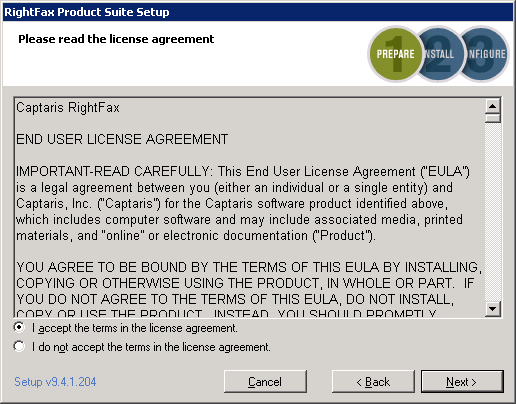 RightFax Product Suite Setup
Please read the license agreement
1 2 3
PREPARE INSTALL NFIGURE
Captaris RightFax
END USER LICENSE AGREEMENT
IMPORTANT-READ CAREFULLY: This End User License Agreement ("EULA")
is a legal agreement between you (either an individual or a single entity) and
Captaris, Inc. ("Captaris") for the Captaris software product identified above,
which includes computer software and may include associated media, printed
materials, and "online" or electronic documentation ("Product").
YOU AGREE TO BE BOUND BY THE TERMS OF THIS EULA BY INSTALLING,
COPYING OR OTHERWISE USING THE PRODUCT, IN WHOLE OR PART. IF
YOU DO NOT AGREE TO THE TERMS OF THIS EULA, DO NOT INSTALL,
COPY OR USE THE PRODUCT. INSTEAD, YOU SHOULD PROMPTLY
I accept the terms in the license agreement.
I do not accept the terms in the license agreement.
Setup v9.4.1.204
Cancel
< Back
Next >